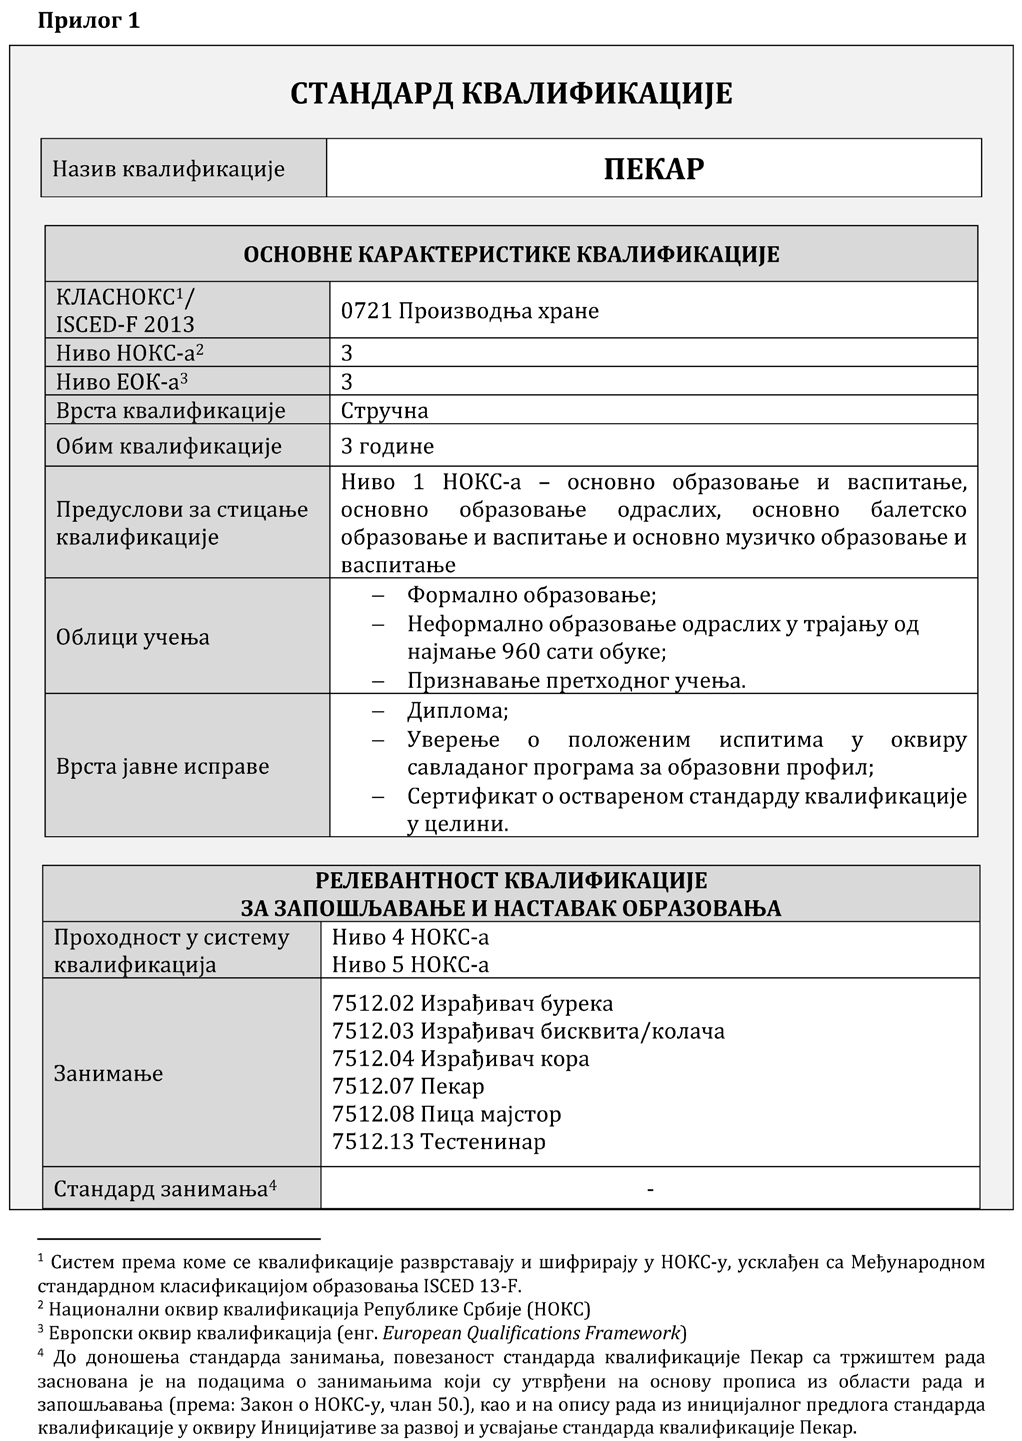 Прилог 1
СТАНДАРД КВАЛИФИКАЦИЈЕ
Назив квалификације
ПЕКАР
ОСНОВНЕ КАРАКТЕРИСТИКЕ КВАЛИФИКАЦИЈЕ
КЛАСНОКС¹/
ISCED-F 2013
0721 Производња хране
Ниво НОКС-а²
3
Ниво ЕОК-а³
3
Врста квалификације
Стручна
Обим квалификације
3 године
Предуслови за стицање
квалификације
Ниво 1 НОКС-а – основно образовање и васпитање,
основно образовање одраслих, основно балетско
образовање и васпитање и основно музичко образовање и
васпитање
Облици учења
– Формално образовање;
– Неформално образовање одраслих у трајању од
најмање 960 сати обуке;
– Признавање претходног учења.
Врста јавне исправе
– Диплома;
– Уверење о положеним испитима у оквиру
савладаног програма за образовни профил;
– Сертификат о оствареном стандарду квалификације
у целини.
РЕЛЕВАНТНОСТ КВАЛИФИКАЦИЈЕ
ЗА ЗАПОШЉАВАЊЕ И НАСТАВАК ОБРАЗОВАЊА
Проходност у систему
квалификација
Ниво 4 НОКС-а
Ниво 5 НОКС-а
Занимање
7512.02 Израђивач бурека
7512.03 Израђивач бисквита/колача
7512.04 Израђивач кора
7512.07 Пекар
7512.08 Пица мајстор
7512.13 Тестенинар
Стандард занимања⁴
-
¹ Систем према коме се квалификације разврставају и шифрирају у НОКС-у, усклађен са Међународном
стандардном класификацијом образовања ISCED 13-F.
² Национални оквир квалификација Републике Србије (НОКС)
³ Европски оквир квалификација (енг. European Qualifications Framework)
⁴ До доношења стандарда занимања, повезаност стандарда квалификације Пекар са тржиштем рада
заснована је на подацима о занимањима који су утврђени на основу прописа из области рада и
запошљавања (према: Закон о НОКС-у, члан 50.), као и на опису рада из иницијалног предлога стандарда
квалификације у оквиру Иницијативе за развој и усвајање стандарда квалификације Пекар.